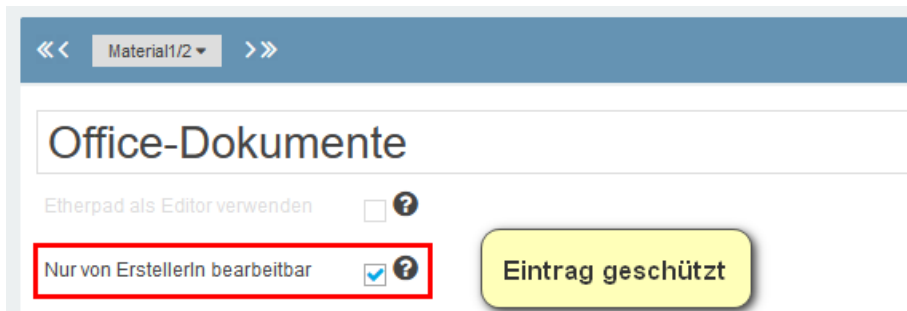 Material1/2
Office-Dokumente
Etherpad als Editor verwenden
Nur von ErstellerIn bearbeitbar
Eintrag geschützt